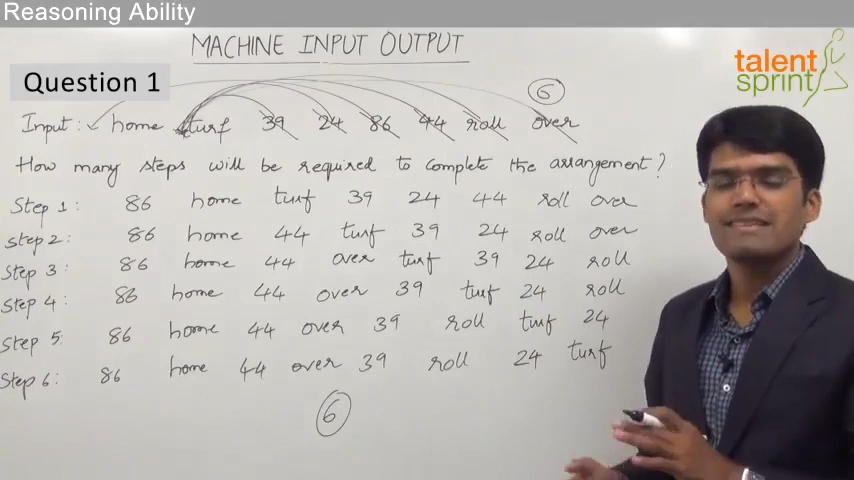 Reasoning Ability
MACHINE INPUT OUTPUT
talent
sprint
Question 1
6
Input: home turf 39 24 86 44 roll over
How many steps will be required to complete the arrangement?
Step 1: 86 home turf 39 24 44 roll over
Step 2: 86 home 44 turf 39 24 roll over
Step 3: 86 home 44 over turf 39 24 roll
Step 4: 86 home 44 over 39 turf 24 roll
Step 5: 86 home 44 over 39 roll turf 24
Step 6: 86 home 44 over 39 roll 24 turf
6